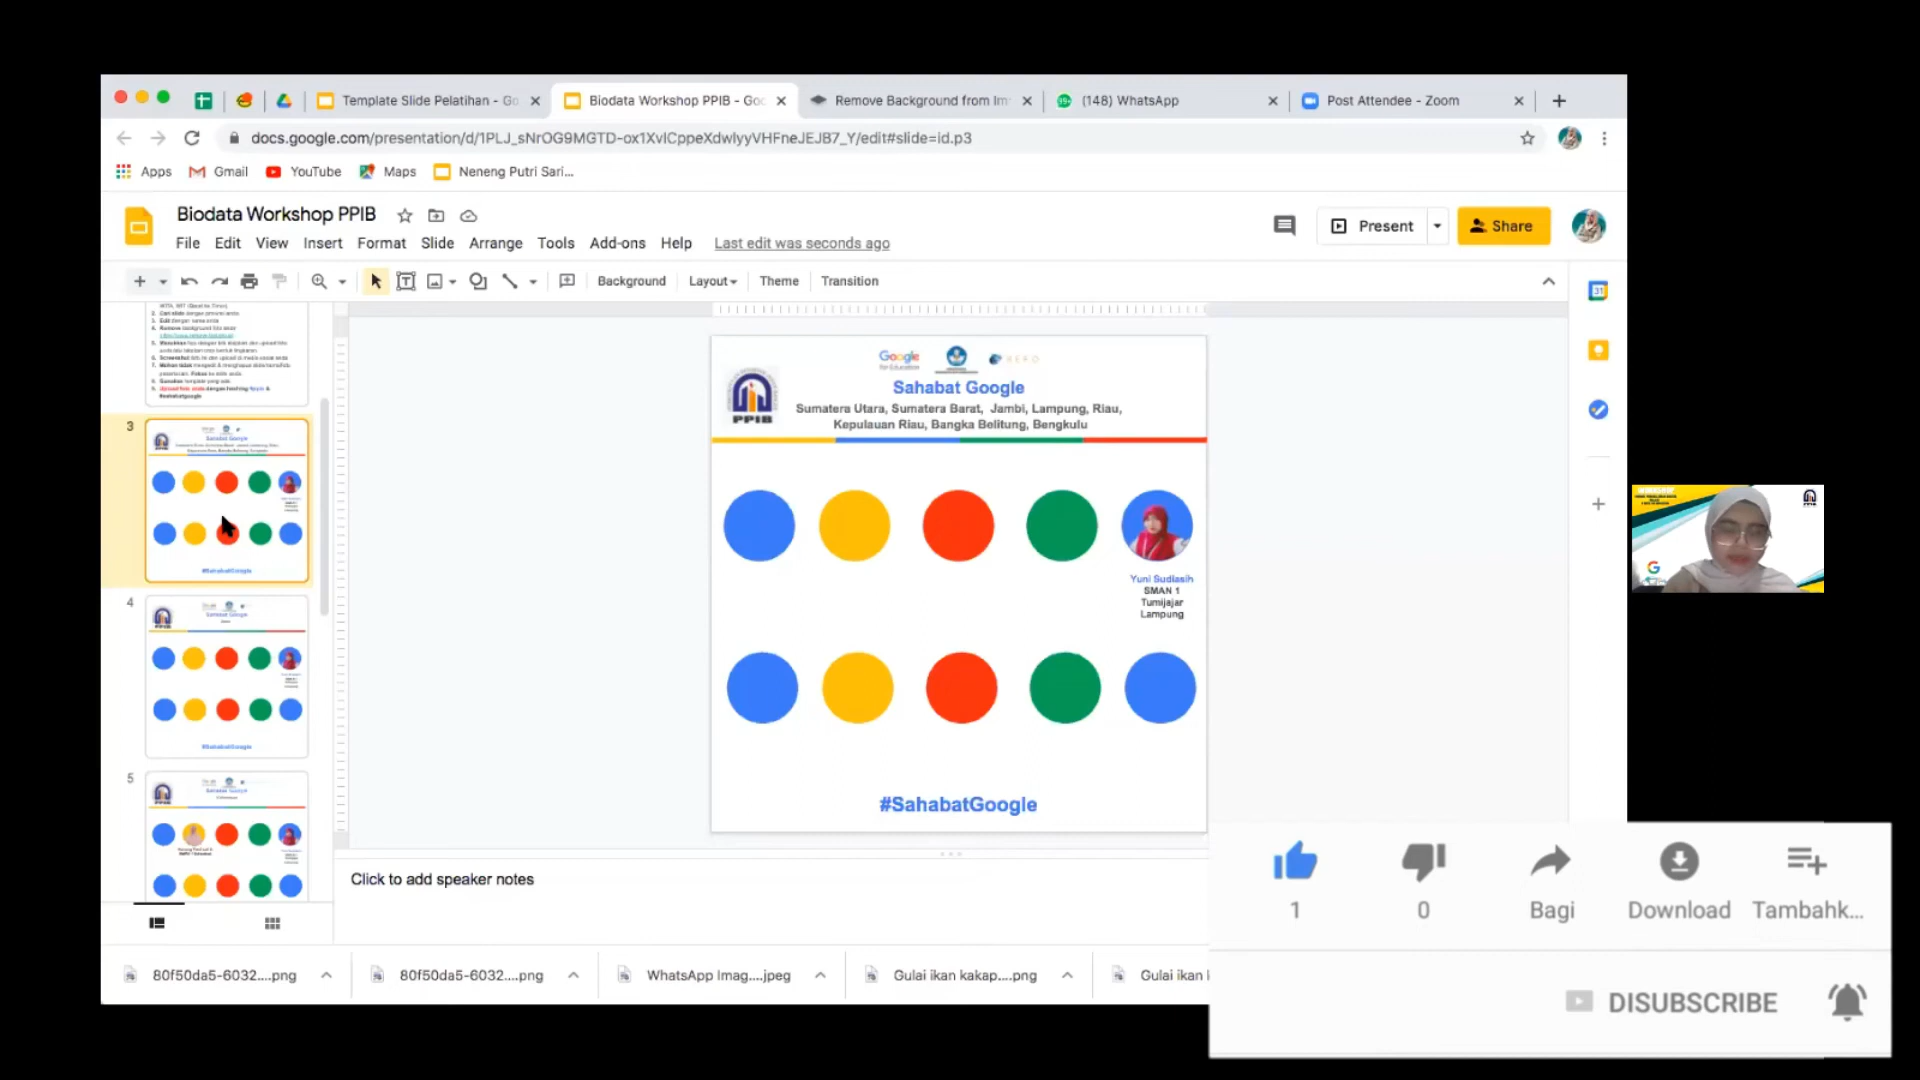 Template Slide Pelatihan - Go
Biodata Workshop PPIB - Goo
Remove Background from Im
(148) WhatsApp
Post Attendee - Zoom
docs.google.com/presentation/d/1PLJ_sNrOG9MGTD-ox1XvlCppeXdwlyyVHFneJEJB7_Y/edit#slide=id.p3
Apps
Gmail
YouTube
Maps
Neneng Putri Sari...
Biodata Workshop PPIB
Present
Share
File Edit View Insert Format Slide Arrange Tools Add-ons Help Last edit was seconds ago
Background Layout Theme Transition
3
4
5
Google
for Education
PPIB
Sahabat Google
Sumatera Utara, Sumatera Barat, Jambi, Lampung, Riau,
Kepulauan Riau, Bangka Belitung, Bengkulu
Yuni Sudiasih
SMAN 1
Tumijajar
Lampung
#SahabatGoogle
Click to add speaker notes
80f50da5-6032....png
80f50da5-6032....png
WhatsApp Imag....jpeg
Gulai ikan kakap....png
Gulai ikan
1
0
Bagi
Download
Tambahk...
DISUBSCRIBE